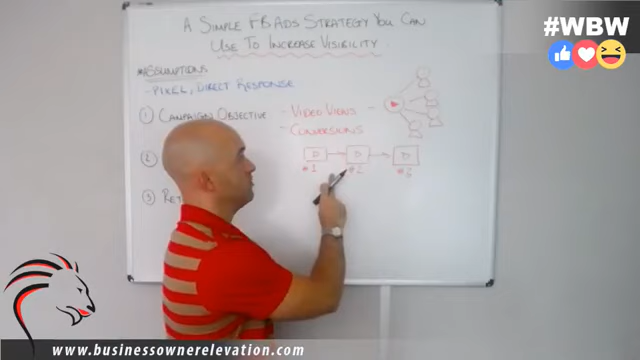 #WBW
A SIMPLE FB ADS STRATEGY YOU CAN
USE TO INCREASE VISIBILITY
*ASSUMPTIONS
- PIXEL, DIRECT RESPONSE
① CAMPAIGN OBJECTIVE - VIDEO VIEWS -
- CONVERSIONS
②
#1 #2 #3
③ RET
www.businessownerelevation.com